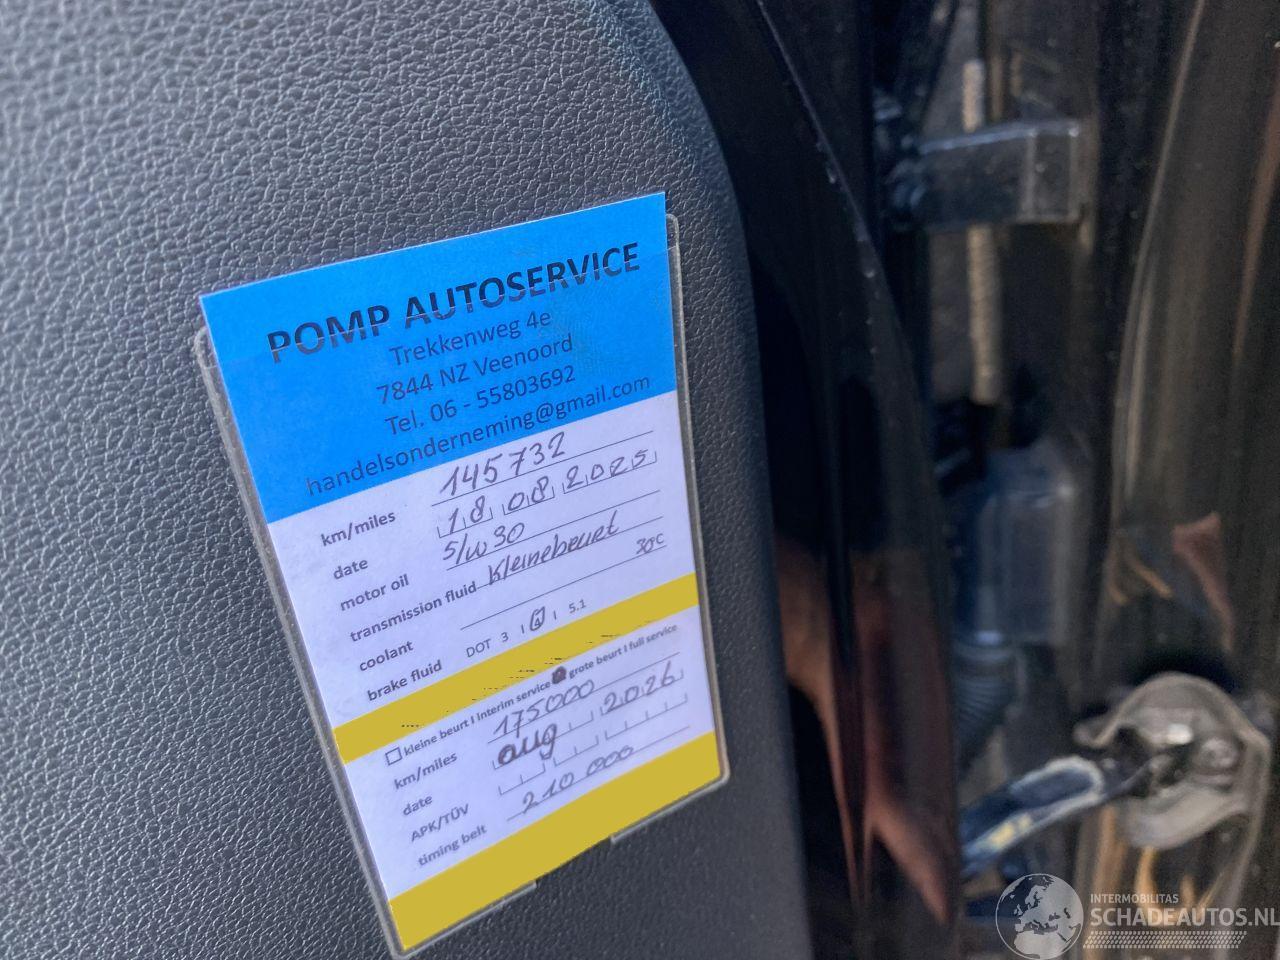 POMP AUTOSERVICE
Trekkenweg 4e
7844 NZ Veenoord
Tel. 06 - 55803692
handelsonderneming@gmail.com
km/miles 145732
date 18 08 2025
motor oil 5/W30
transmission fluid Kleinebeurt
coolant 30°C
brake fluid DOT 3 | 4 | 5.1
kleine beurt I interim service grote beurt I full service
km/miles 175000
date aug 2026
APK/TÜV
timing belt 210 000
INTERMOBILITAS
SCHADEAUTOS.NL